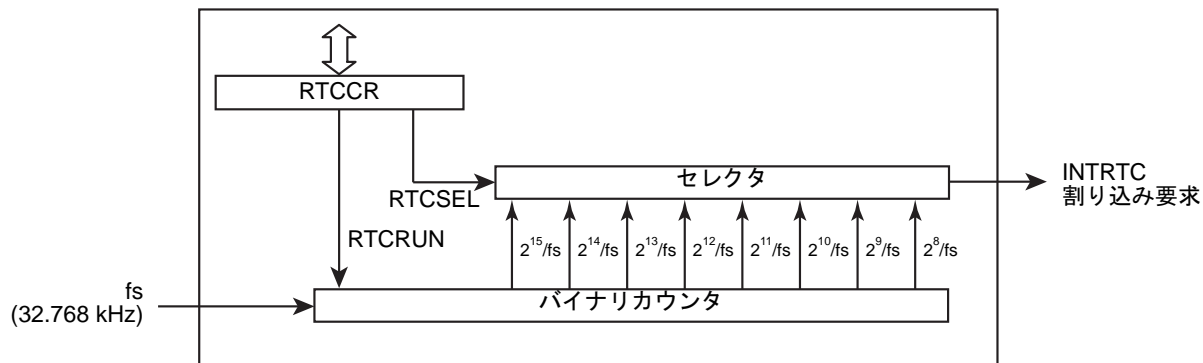 RTCCR
セレクタ
INTRTC
割り込み要求
RTCSEL
RTCRUN
2^15/fs 2^14/fs 2^13/fs 2^12/fs 2^11/fs 2^10/fs 2^9/fs 2^8/fs
fs
(32.768 kHz)
バイナリカウンタ